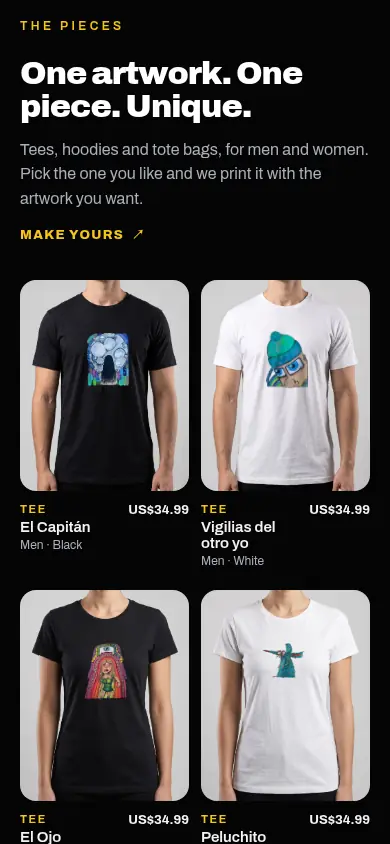 THE PIECES
One artwork. One
piece. Unique.
Tees, hoodies and tote bags, for men and women.
Pick the one you like and we print it with the
artwork you want.
MAKE YOURS ↗
TEE US$34.99
El Capitán
Men · Black
TEE US$34.99
Vigilias del
otro yo
Men · White
TEE US$34.99
El Ojo
TEE US$34.99
Peluchito